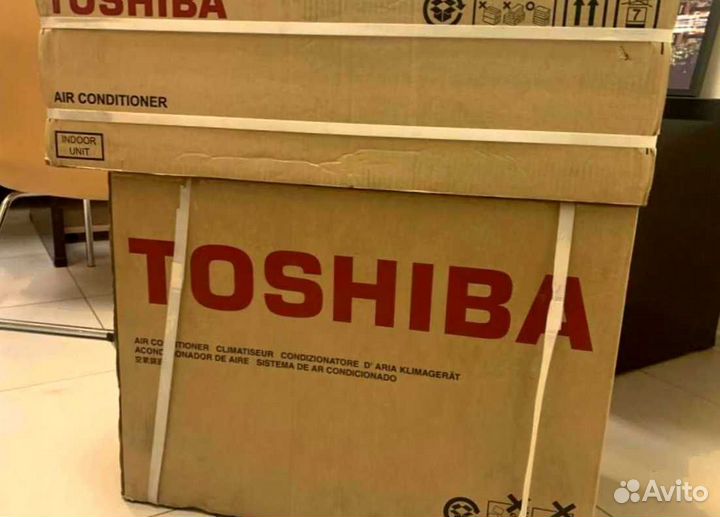 TOSHIBA
7
AIR CONDITIONER
INDOOR
UNIT
TOSHIBA
AIR CONDITIONER CLIMATISEUR CONDIZIONATORE D' ARIA KLIMAGERÄT
ACONDICIONADOR DE AIRE SISTEMA DE AR CONDICIONADO
Avito